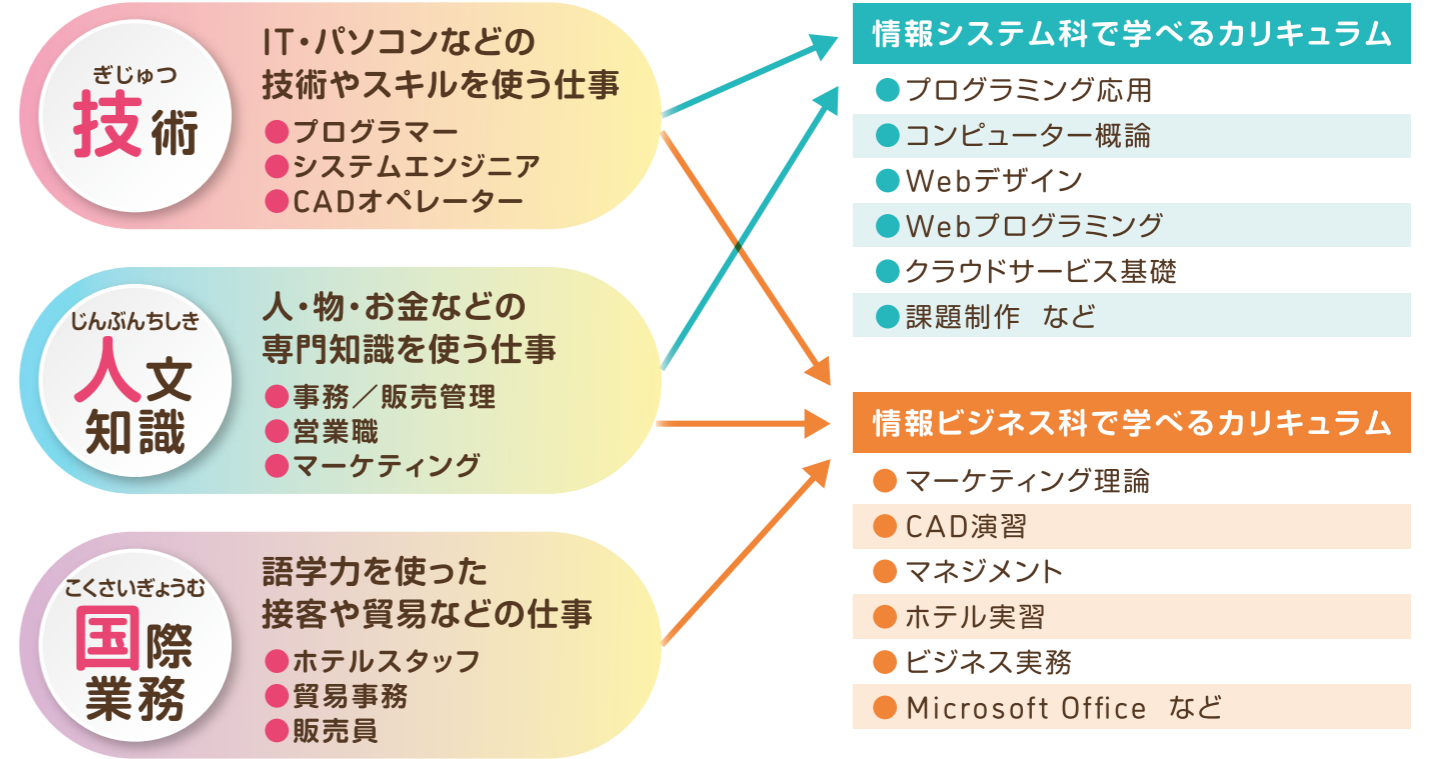 ぎじゅつ
技術
IT・パソコンなどの
技術やスキルを使う仕事
●プログラマー
●システムエンジニア
●CADオペレーター
じんぶんちしき
人文
知識
人・物・お金などの
専門知識を使う仕事
●事務／販売管理
●営業職
●マーケティング
こくさいぎょうむ
国際
業務
語学力を使った
接客や貿易などの仕事
●ホテルスタッフ
●貿易事務
●販売員
情報システム科で学べるカリキュラム
●プログラミング応用
●コンピューター概論
●Webデザイン
●Webプログラミング
●クラウドサービス基礎
●課題制作 など
情報ビジネス科で学べるカリキュラム
●マーケティング理論
●CAD演習
●マネジメント
●ホテル実習
●ビジネス実務
●Microsoft Office など